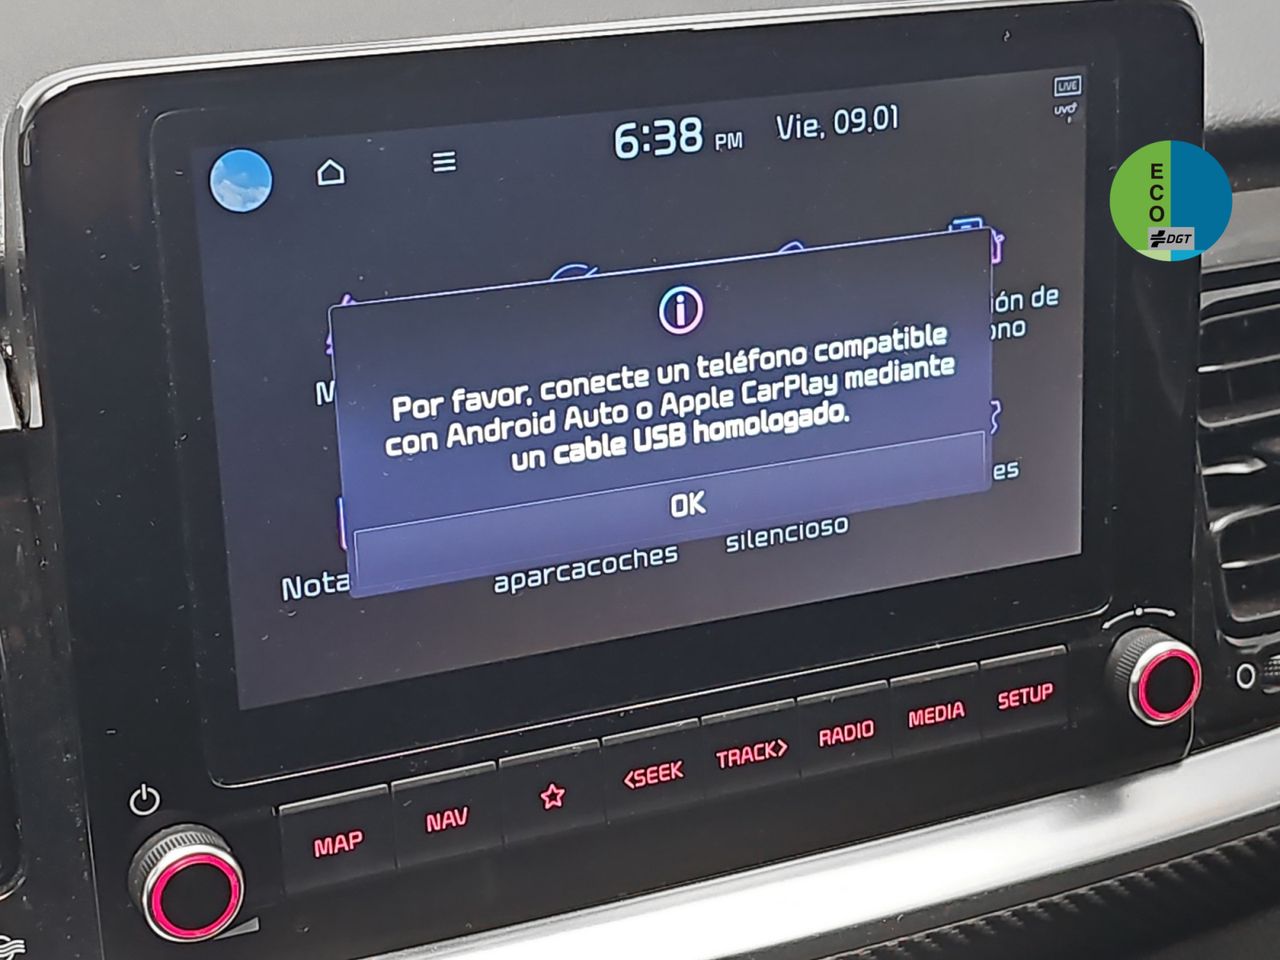 6:38 PM Vie, 09.01
LIVE
UVO
ECO
DGT
ión de
Por favor, conecte un teléfono compatible
con Android Auto o Apple CarPlay mediante
un cable USB homologado.
es
OK
Nota
aparcacoches
silencioso
MAP
NAV
<SEEK
TRACK>
RADIO
MEDIA
SETUP